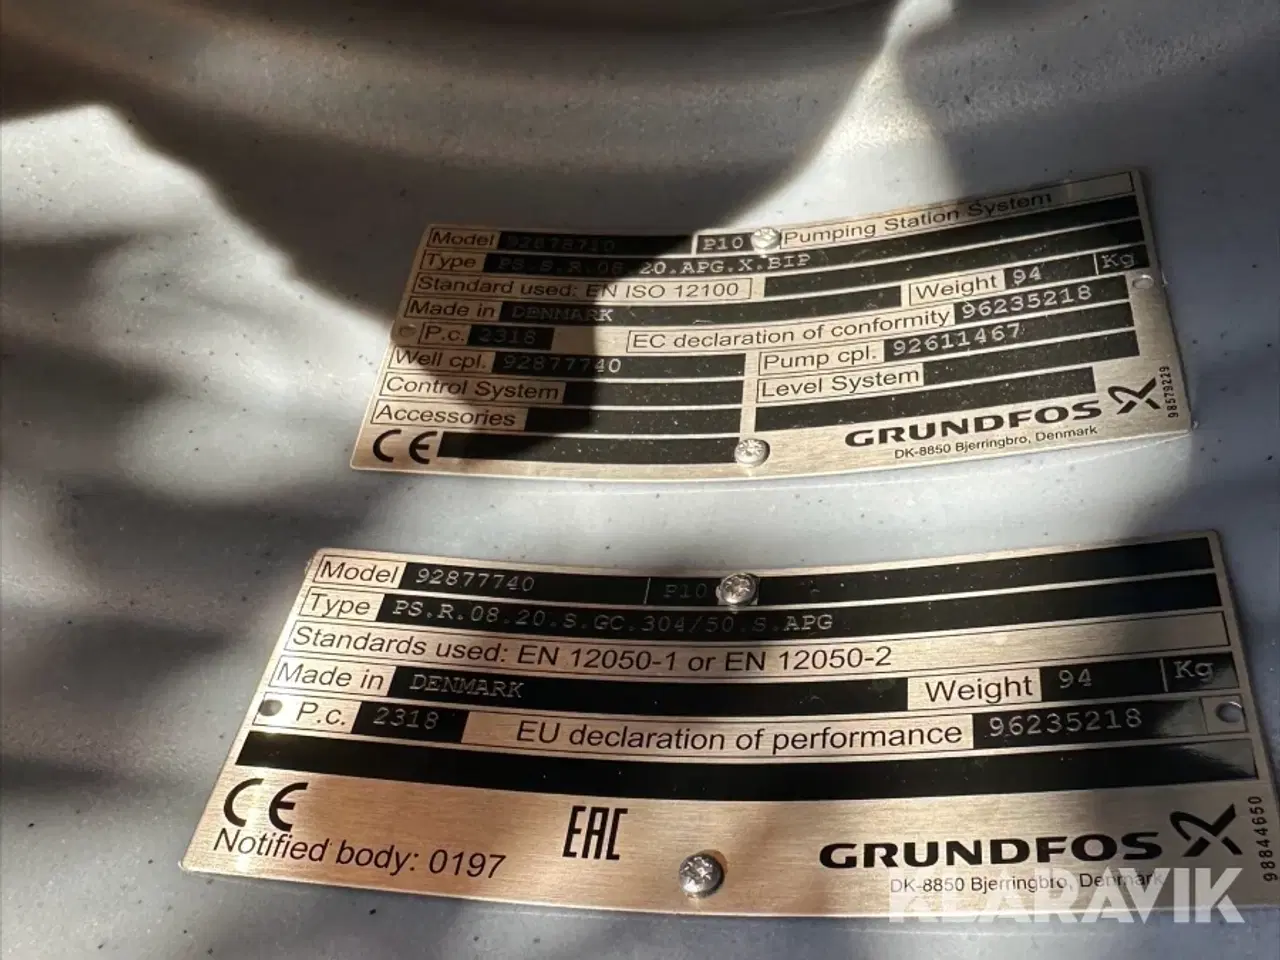 Model 92878710 P10 Pumping Station System
Type PS.S.R.08.20.APG.X.BIP
Standard used: EN ISO 12100 Weight 94 Kg
Made in DENMARK
P.c. 2318 EC declaration of conformity 96235218
Well cpl. 92877740 Pump cpl. 92611467
Control System Level System
Accessories
CE GRUNDFOS
DK-8850 Bjerringbro, Denmark
98579229
Model 92877740 P10
Type PS.R.08.20.S.GC.304/50.S.APG
Standards used: EN 12050-1 or EN 12050-2
Made in DENMARK Weight 94 Kg
P.c. 2318 EU declaration of performance 96235218
CE EAC GRUNDFOS
Notified body: 0197 DK-8850 Bjerringbro, Denmark
98844650
KLARAVIK